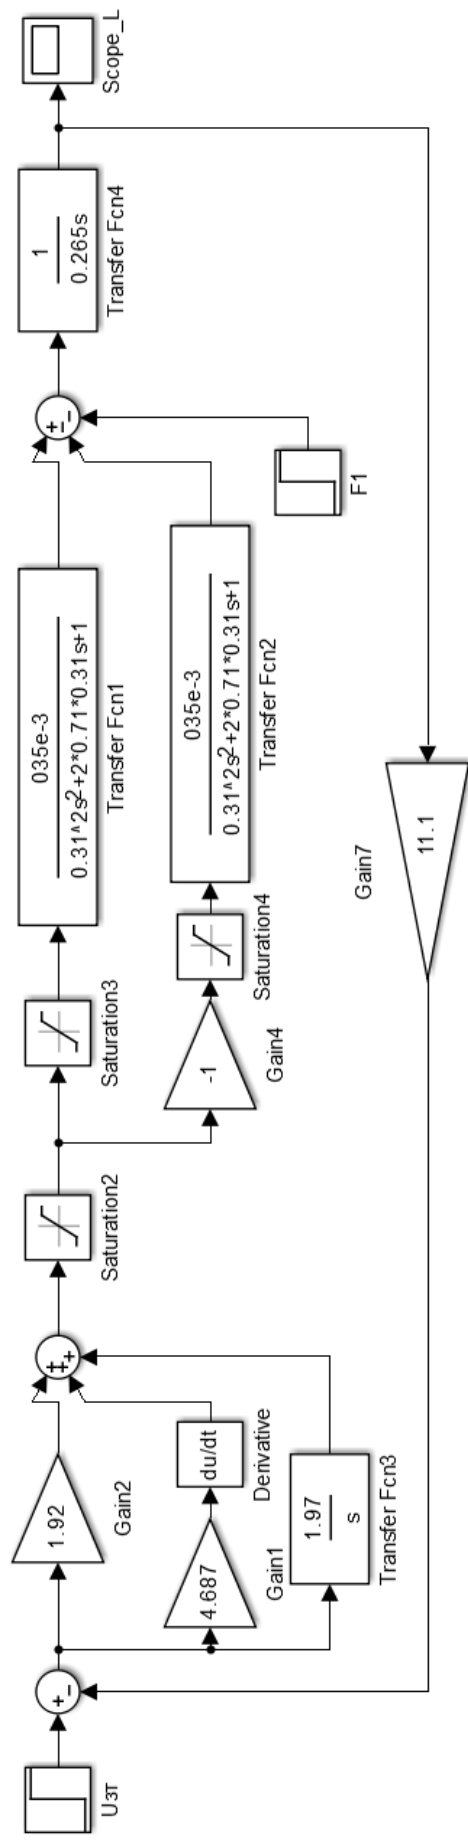 Uзт
+
-
1.92
Gain2
4.687
Gain1
du/dt
Derivative
1.97
s
Transfer Fcn3
+
+
+
Saturation2
Saturation3
-1
Gain4
Saturation4
035e-3
0.31^2s2+2*0.71*0.31s+1
Transfer Fcn1
035e-3
0.31^2s2+2*0.71*0.31s+1
Transfer Fcn2
F1
+
-
-
1
0.265s
Transfer Fcn4
Scope_L
11.1
Gain7